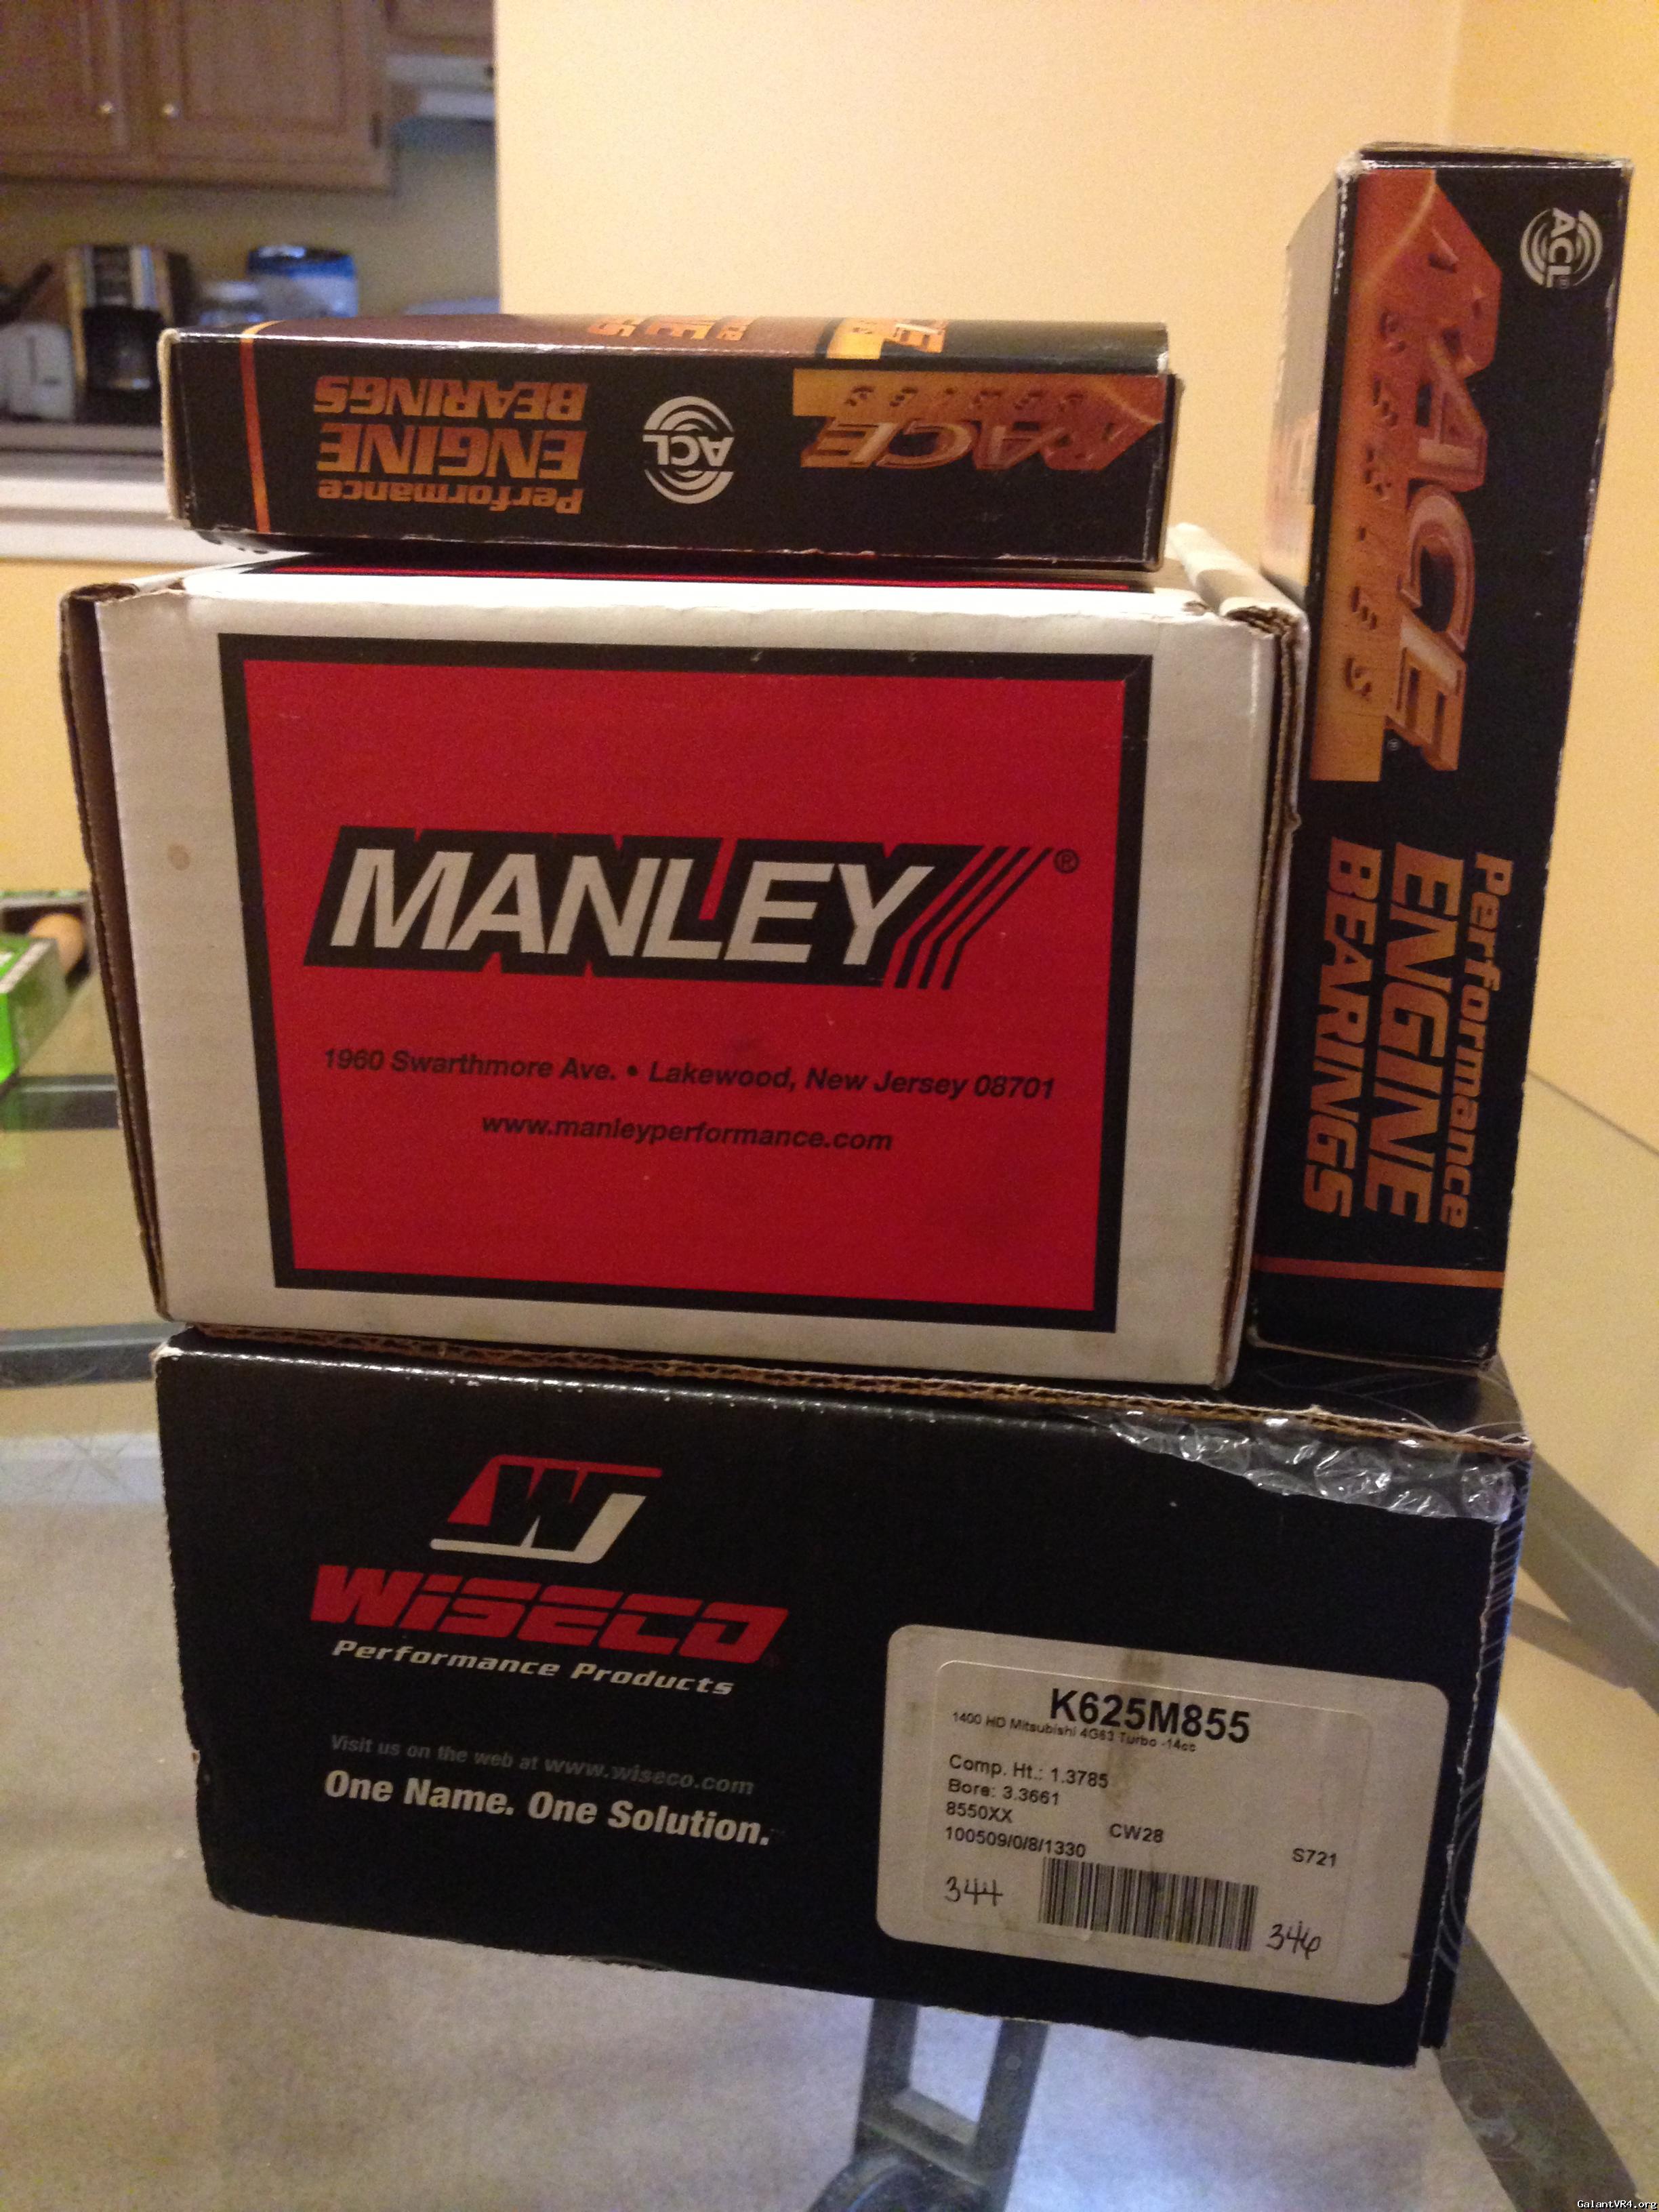 Performance
ENGINE
BEARINGS
ACL
RACE
SERIES
ACL
RACE
SERIES
Performance
ENGINE
BEARINGS
MANLEY®
1960 Swarthmore Ave. • Lakewood, New Jersey 08701
www.manleyperformance.com
W
WISECO
Performance Products
Visit us on the web at www.wiseco.com
One Name. One Solution.
K625M855
1400 HD Mitsubishi 4G63 Turbo -14cc
Comp. Ht.: 1.3785
Bore: 3.3661
8550XX
CW28
S721
100509/0/8/1330
344
346
GalantVR4.org